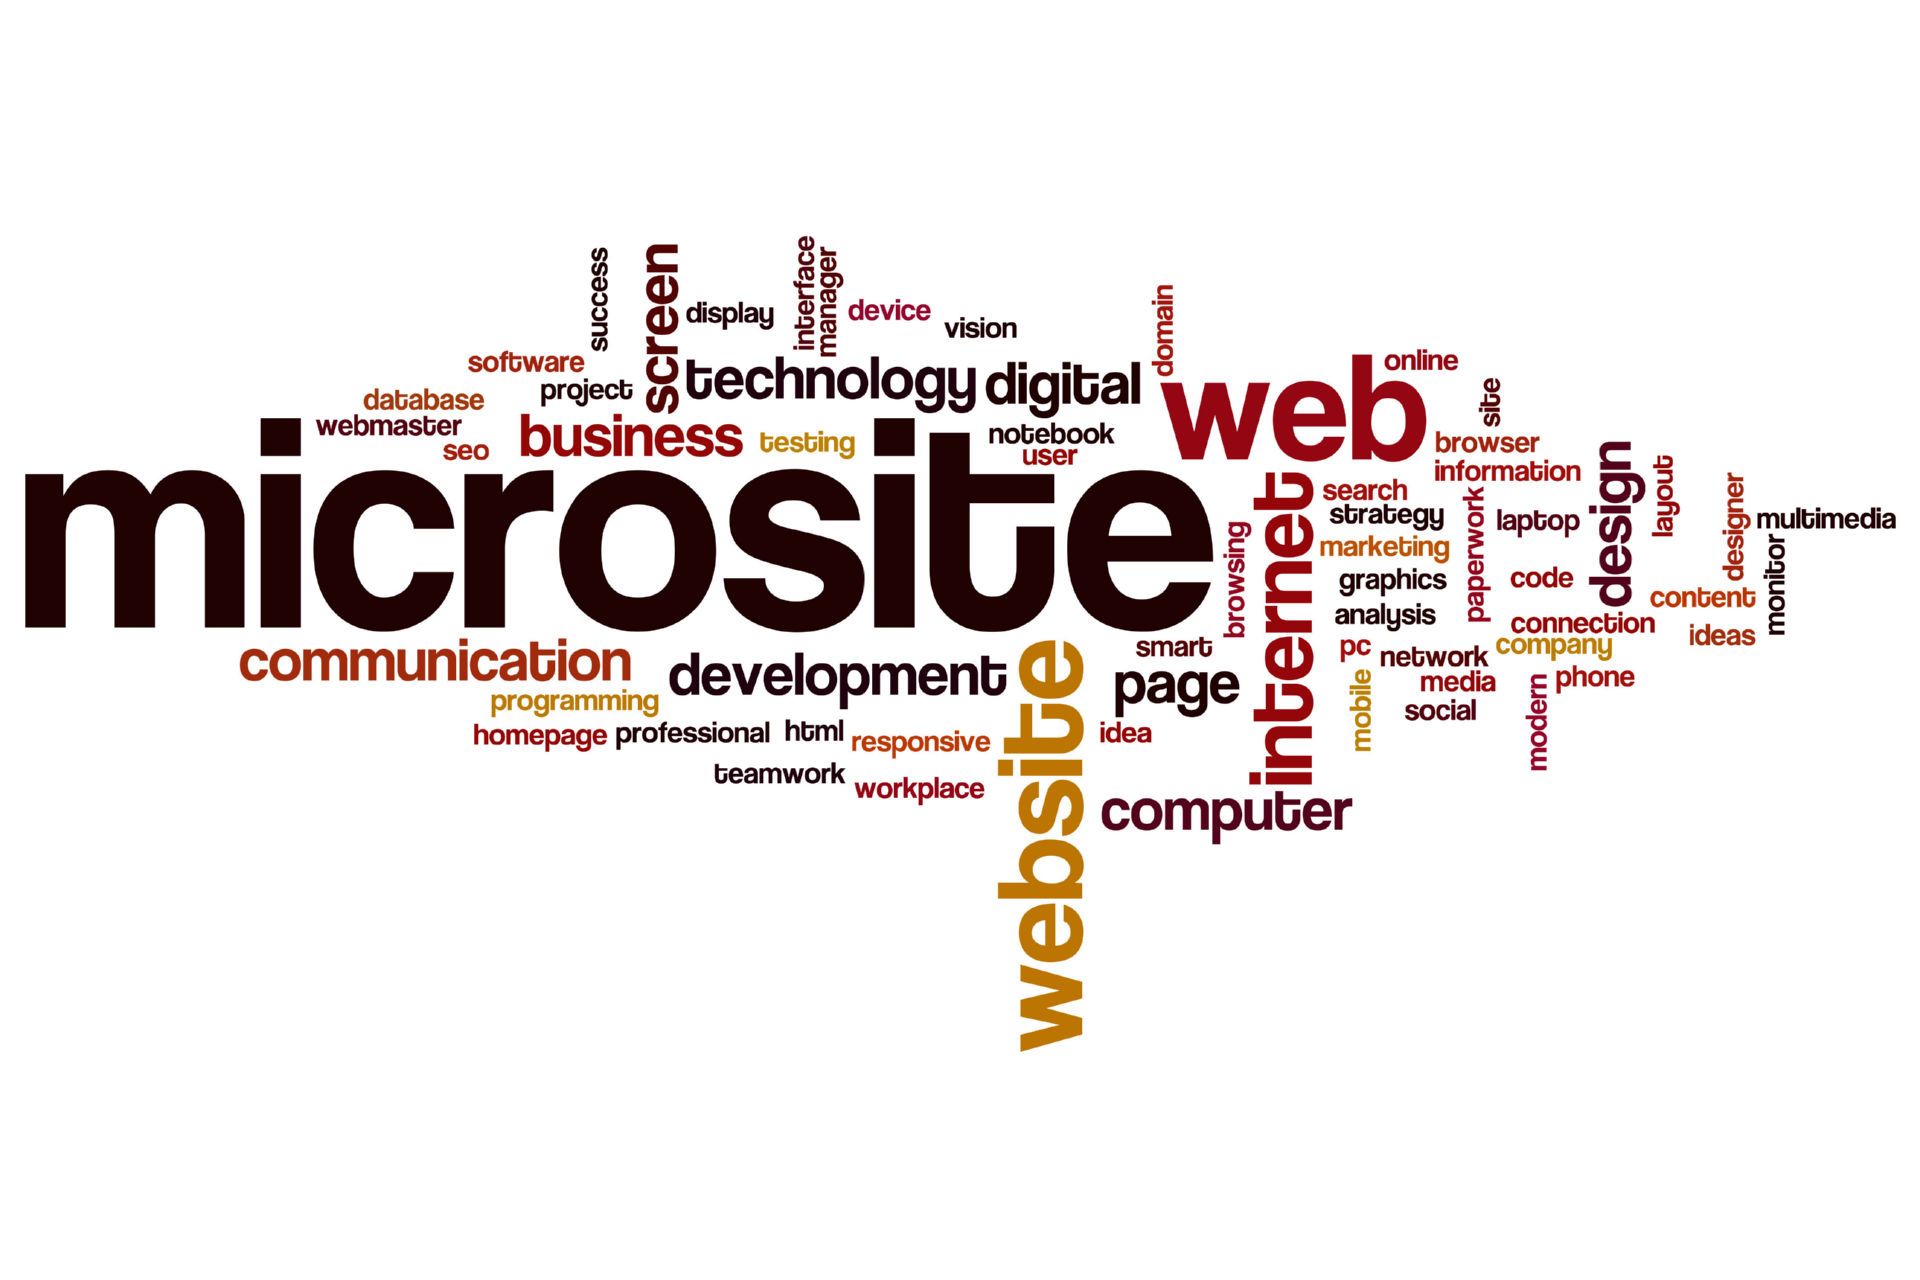 success
screen
display
interface
manager
device
vision
domain
software
project
technology
digital
web
online
site
database
webmaster
seo
business
testing
notebook
user
browser
information
microsite
internet
search
strategy
marketing
graphics
analysis
browsing
paperwork
laptop
code
design
layout
designer
multimedia
monitor
content
ideas
connection
company
communication
development
website
smart
page
pc
network
media
social
mobile
modern
phone
programming
homepage
professional
html
responsive
idea
teamwork
workplace
computer